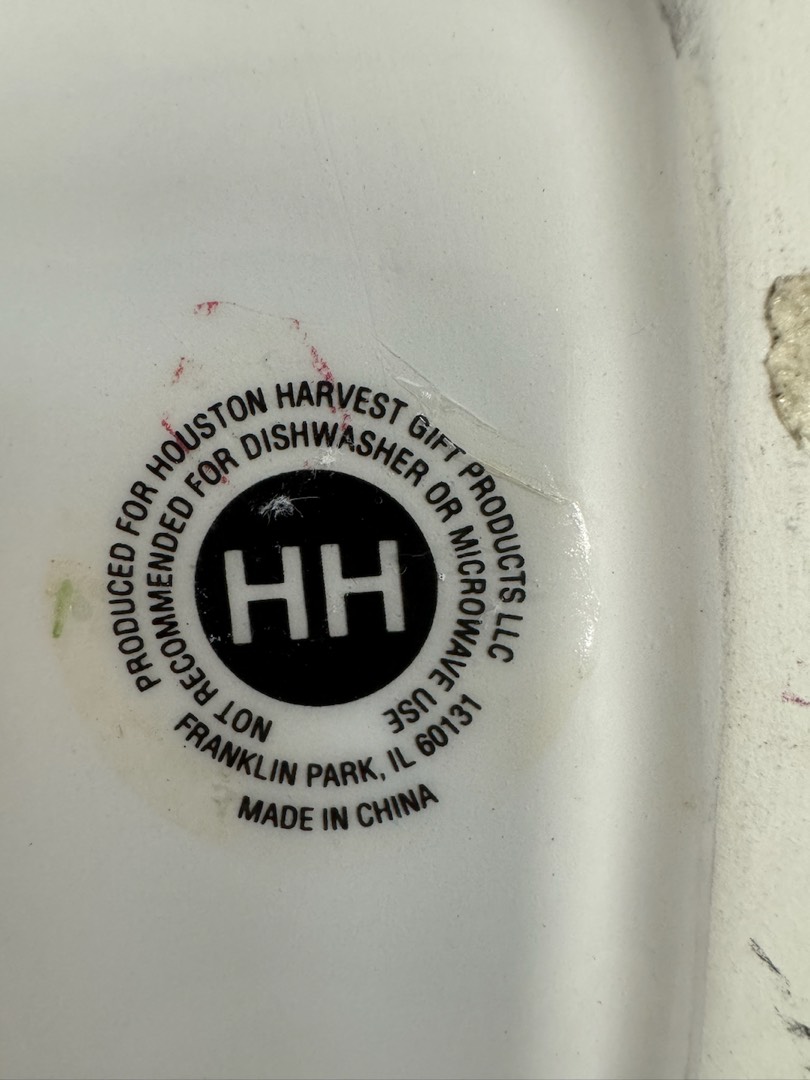 PRODUCED FOR HOUSTON HARVEST GIFT PRODUCTS LLC
NOT RECOMMENDED FOR DISHWASHER OR MICROWAVE USE
HH
FRANKLIN PARK, IL 60131
MADE IN CHINA